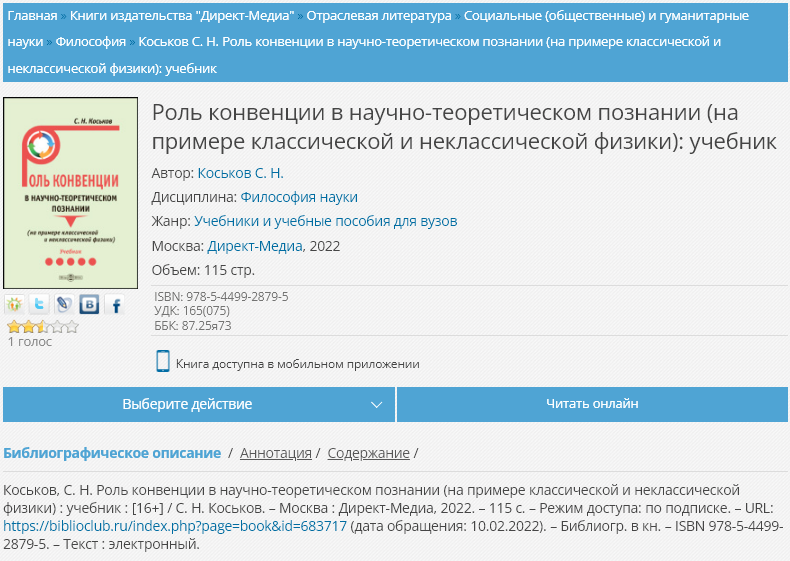 Главная » Книги издательства "Директ-Медиа" » Отраслевая литература » Социальные (общественные) и гуманитарные
науки » Философия » Коськов С. Н. Роль конвенции в научно-теоретическом познании (на примере классической и
неклассической физики): учебник
С. Н. Коськов
Роль конвенции
в научно-теоретическом
познании
(на примере классической
и неклассической физики)
Учебник
Роль конвенции в научно-теоретическом познании (на
примере классической и неклассической физики): учебник
Автор: Коськов С. Н.
Дисциплина: Философия науки
Жанр: Учебники и учебные пособия для вузов
Москва: Директ-Медиа, 2022
Объем: 115 стр.
ISBN: 978-5-4499-2879-5
УДК: 165(075)
ББК: 87.25я73
1 голос
Книга доступна в мобильном приложении
Выберите действие
Читать онлайн
Библиографическое описание / Аннотация / Содержание /
Коськов, С. Н. Роль конвенции в научно-теоретическом познании (на примере классической и неклассической
физики) : учебник : [16+] / С. Н. Коськов. – Москва : Директ-Медиа, 2022. – 115 с. – Режим доступа: по подписке. – URL:
https://biblioclub.ru/index.php?page=book&id=683717 (дата обращения: 10.02.2022). – Библиогр. в кн. – ISBN 978-5-4499-
2879-5. – Текст : электронный.